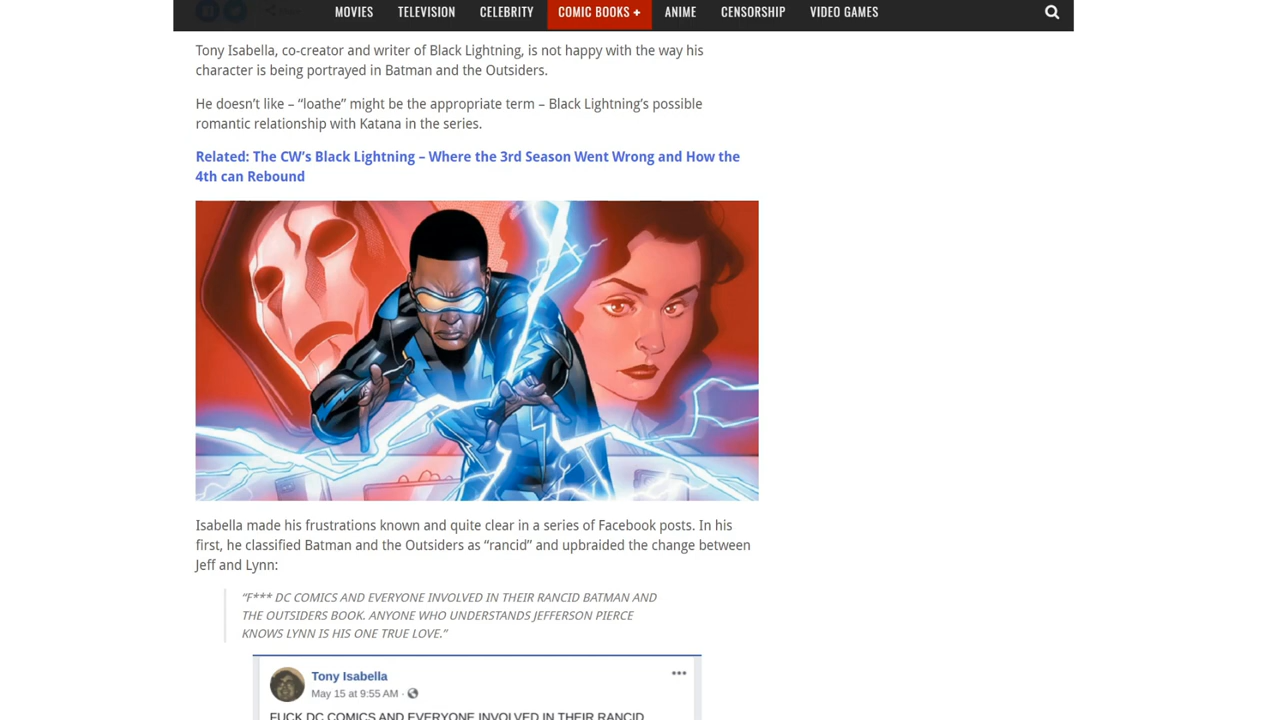 MOVIES TELEVISION CELEBRITY COMIC BOOKS + ANIME CENSORSHIP VIDEO GAMES
Tony Isabella, co-creator and writer of Black Lightning, is not happy with the way his
character is being portrayed in Batman and the Outsiders.
He doesn’t like – “loathe” might be the appropriate term – Black Lightning’s possible
romantic relationship with Katana in the series.
Related: The CW’s Black Lightning – Where the 3rd Season Went Wrong and How the
4th can Rebound
Isabella made his frustrations known and quite clear in a series of Facebook posts. In his
first, he classified Batman and the Outsiders as “rancid” and upbraided the change between
Jeff and Lynn:
“F*** DC COMICS AND EVERYONE INVOLVED IN THEIR RANCID BATMAN AND
THE OUTSIDERS BOOK. ANYONE WHO UNDERSTANDS JEFFERSON PIERCE
KNOWS LYNN IS HIS ONE TRUE LOVE.”
Tony Isabella
May 15 at 9:55 AM ·
FUCK DC COMICS AND EVERYONE INVOLVED IN THEIR RANCID